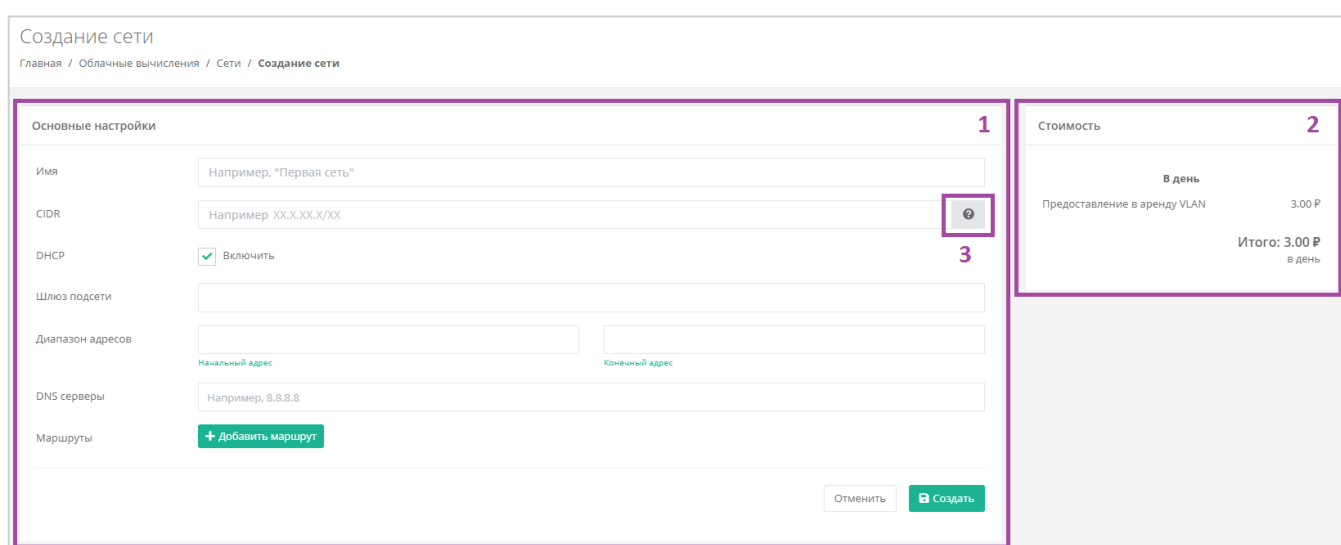 Создание сети
Главная / Облачные вычисления / Сети / Создание сети
Основные настройки 1
Имя Например, "Первая сеть"
CIDR Например XX.X.XX.X/XX
3
DHCP Включить
Шлюз подсети
Диапазон адресов
Начальный адрес Конечный адрес
DNS серверы Например, 8.8.8.8
Маршруты + Добавить маршрут
Отменить Создать
Стоимость 2
В день
Предоставление в аренду VLAN 3.00 ₽
Итого: 3.00 ₽
в день